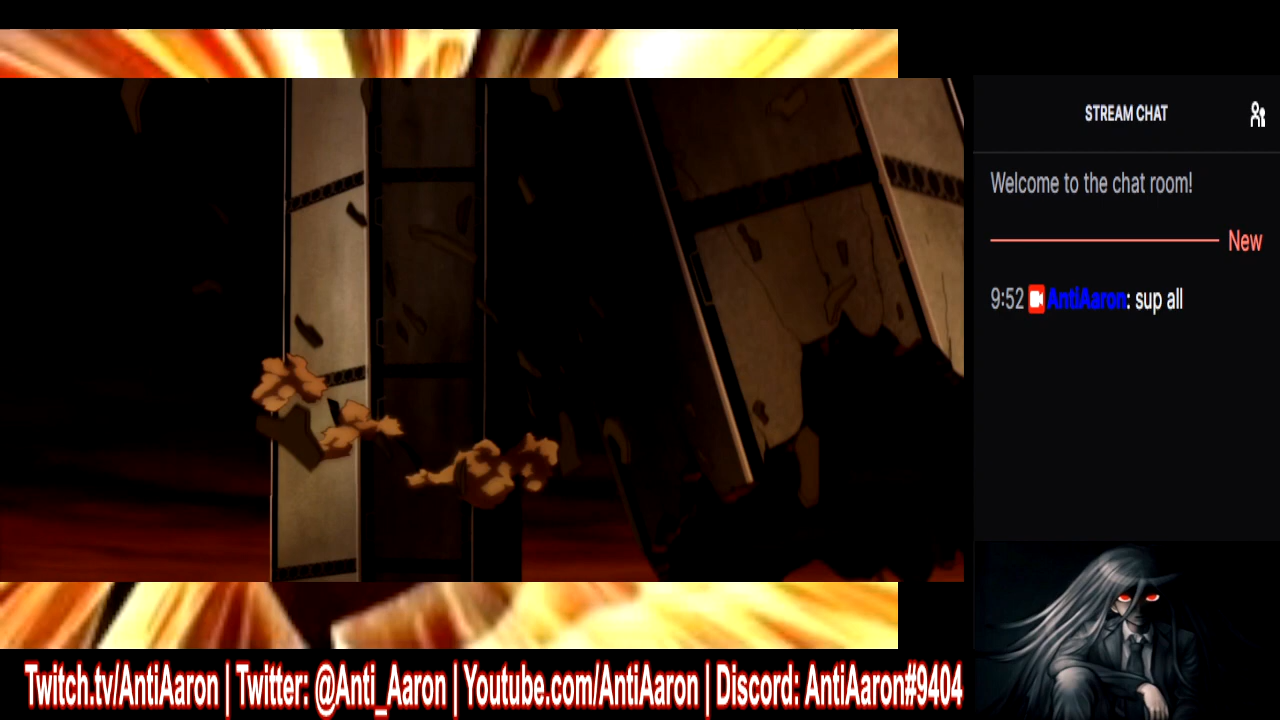 STREAM CHAT
Welcome to the chat room!
New
9:52 AntiAaron: sup all
Twitch.tv/AntiAaron | Twitter: @Anti_Aaron | Youtube.com/AntiAaron | Discord: AntiAaron#9404